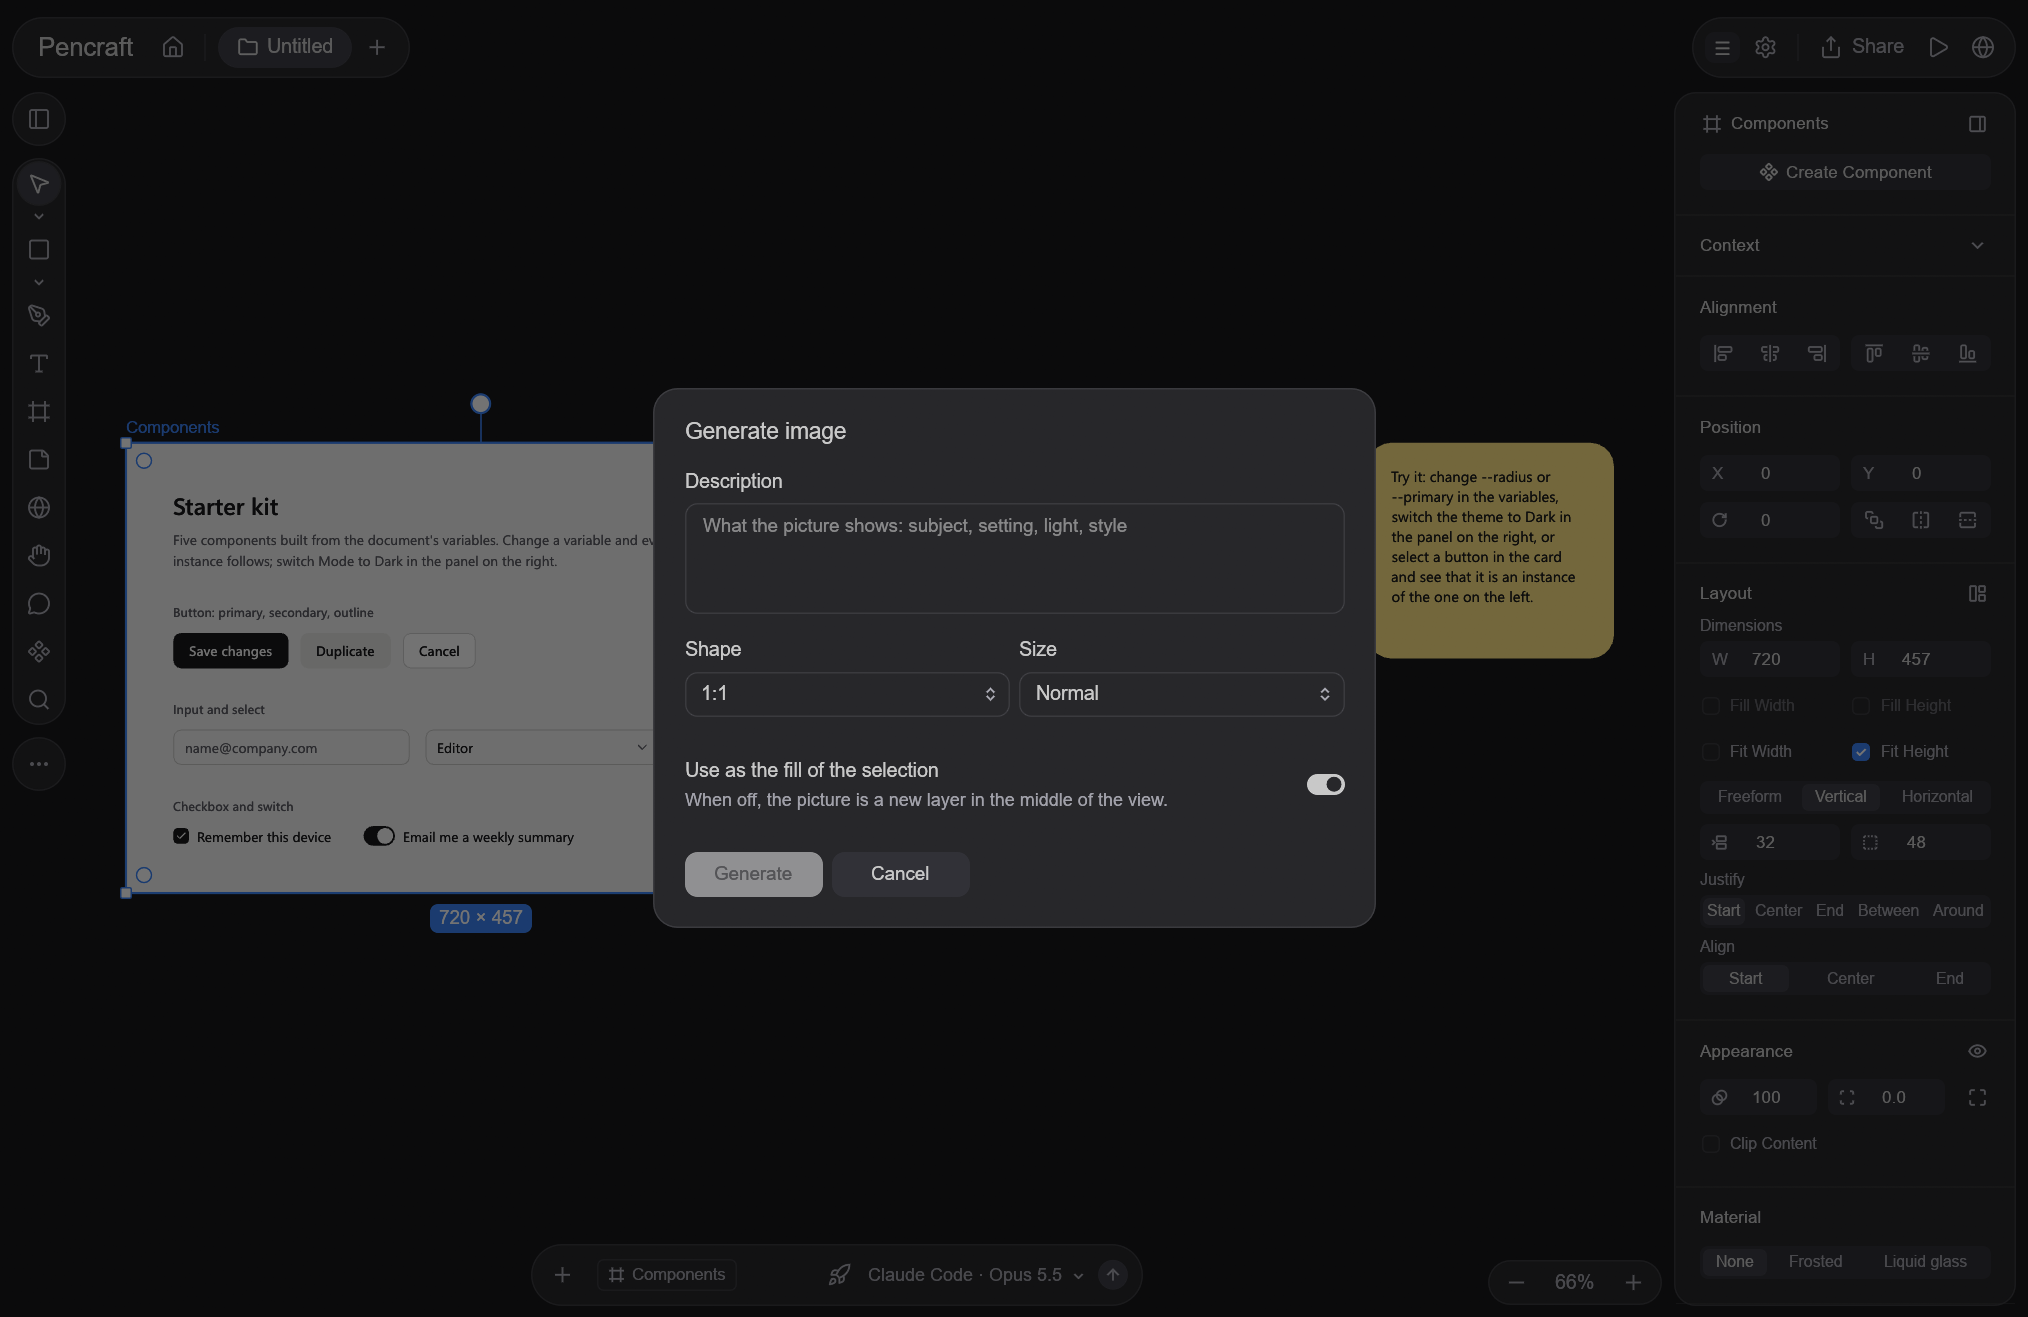 Pencraft
Untitled
Share
Components
Create Component
Context
Alignment
Position
X 0
Y 0
0
Layout
Dimensions
W 720
H 457
Fill Width
Fill Height
Fit Width
Fit Height
Freeform
Vertical
Horizontal
32
48
Justify
Start
Center
End
Between
Around
Align
Start
Center
End
Appearance
100
0.0
Clip Content
Material
None
Frosted
Liquid glass
Components
Starter kit
Five components built from the document's variables. Change a variable and ev
instance follows; switch Mode to Dark in the panel on the right.
Button: primary, secondary, outline
Save changes
Duplicate
Cancel
Input and select
name@company.com
Editor
Checkbox and switch
Remember this device
Email me a weekly summary
720 × 457
Generate image
Description
What the picture shows: subject, setting, light, style
Shape
Size
1:1
Normal
Use as the fill of the selection
When off, the picture is a new layer in the middle of the view.
Generate
Cancel
Try it: change --radius or
--primary in the variables,
switch the theme to Dark in
the panel on the right, or
select a button in the card
and see that it is an instance
of the one on the left.
Components
Claude Code · Opus 5.5
66%